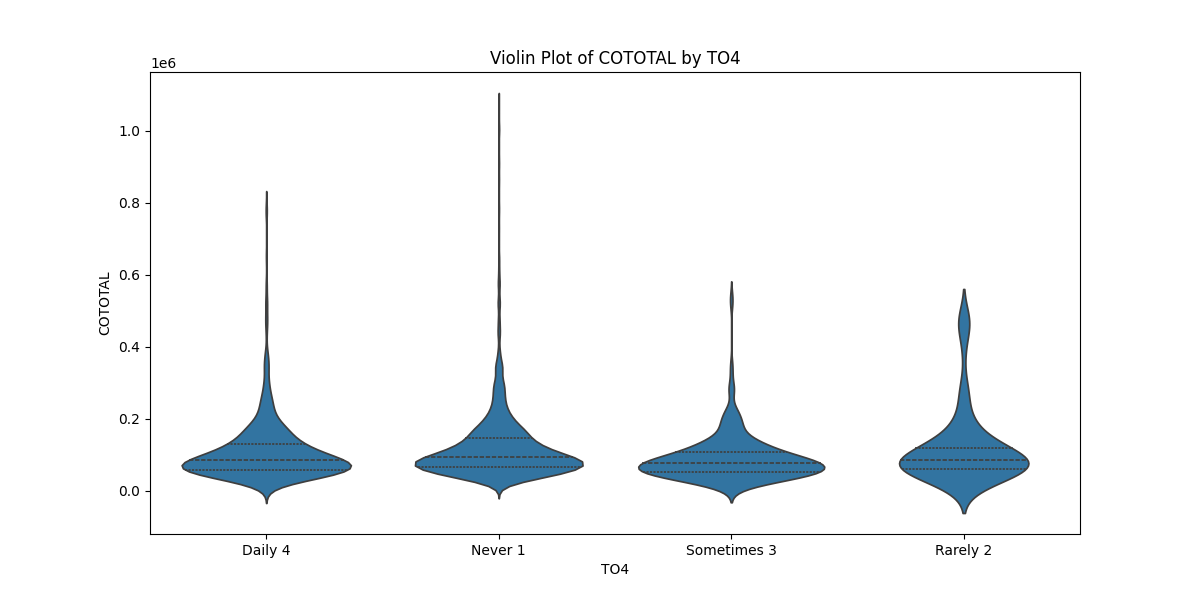 Violin Plot of COTOTAL by TO4
1e6
1.0
0.8
0.6
0.4
0.2
0.0
COTOTAL
Daily 4
Never 1
Sometimes 3
Rarely 2
TO4